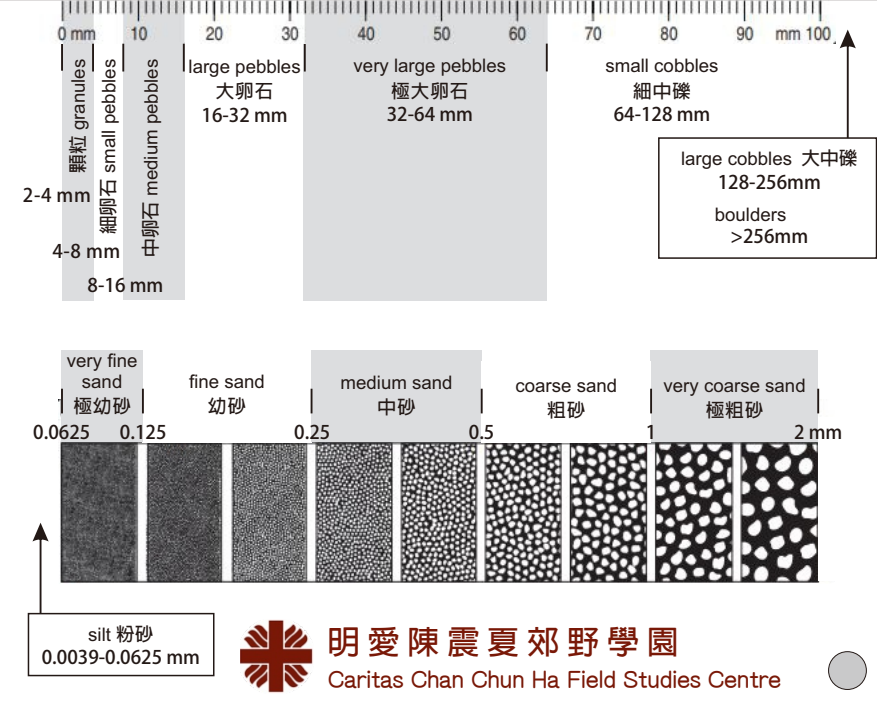 0 mm 10 20 30 40 50 60 70 80 90 mm 100
顆粒 granules
2-4 mm
細卵石 small pebbles
4-8 mm
中卵石 medium pebbles
8-16 mm
large pebbles
大卵石
16-32 mm
very large pebbles
極大卵石
32-64 mm
small cobbles
細中礫
64-128 mm
large cobbles 大中礫
128-256mm
boulders
>256mm
very fine
sand
極幼砂
fine sand
幼砂
medium sand
中砂
coarse sand
粗砂
very coarse sand
極粗砂
0.0625 0.125 0.25 0.5 1 2 mm
silt 粉砂
0.0039-0.0625 mm
明愛陳震夏郊野學園
Caritas Chan Chun Ha Field Studies Centre